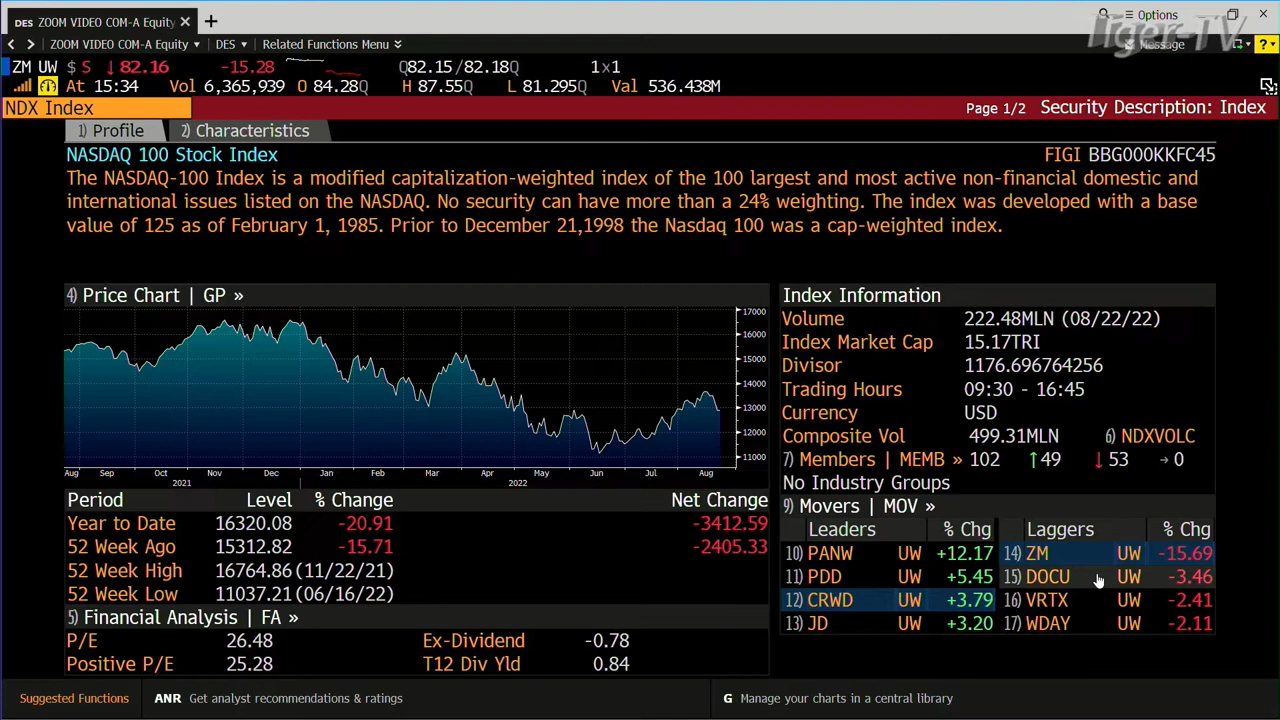 DES ZOOM VIDEO COM-A Equity × +
Options
Tiger-TV
< > ZOOM VIDEO COM-A Equity DES Related Functions Menu
Message
?
ZM UW $ S ↓ 82.16 -15.28 Q82.15/82.18Q 1x1
At 15:34 Vol 6,365,939 O 84.28Q H 87.55Q L 81.295Q Val 536.438M
NDX Index Page 1/2 Security Description: Index
1) Profile 2) Characteristics
NASDAQ 100 Stock Index FIGI BBG000KKFC45
The NASDAQ-100 Index is a modified capitalization-weighted index of the 100 largest and most active non-financial domestic and
international issues listed on the NASDAQ. No security can have more than a 24% weighting. The index was developed with a base
value of 125 as of February 1, 1985. Prior to December 21,1998 the Nasdaq 100 was a cap-weighted index.
4) Price Chart | GP »
17000
16000
15000
14000
13000
12000
11000
Aug Sep Oct Nov Dec Jan Feb Mar Apr May Jun Jul Aug
2021 2022
Index Information
Volume 222.48MLN (08/22/22)
Index Market Cap 15.17TRI
Divisor 1176.696764256
Trading Hours 09:30 - 16:45
Currency USD
Composite Vol 499.31MLN 6) NDXVOLC
7) Members | MEMB » 102 ↑49 ↓53 →0
No Industry Groups
Period Level % Change Net Change
Year to Date 16320.08 -20.91 -3412.59
52 Week Ago 15312.82 -15.71 -2405.33
52 Week High 16764.86 (11/22/21)
52 Week Low 11037.21 (06/16/22)
5) Financial Analysis | FA »
P/E 26.48 Ex-Dividend -0.78
Positive P/E 25.28 T12 Div Yld 0.84
9) Movers | MOV »
Leaders % Chg Laggers % Chg
10) PANW UW +12.17 14) ZM UW -15.69
11) PDD UW +5.45 15) DOCU UW -3.46
12) CRWD UW +3.79 16) VRTX UW -2.41
13) JD UW +3.20 17) WDAY UW -2.11
Suggested Functions ANR Get analyst recommendations & ratings G Manage your charts in a central library